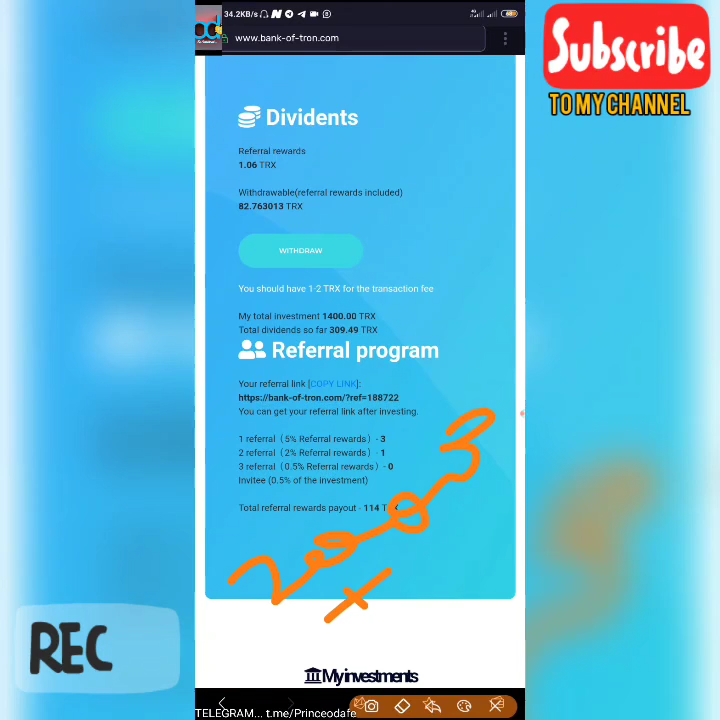 34.2KB/s
www.bank-of-tron.com
Subscribe
TO MY CHANNEL
Dividents
Referral rewards
1.06 TRX
Withdrawable(referral rewards included)
82.763013 TRX
WITHDRAW
You should have 1-2 TRX for the transaction fee
My total investment 1400.00 TRX
Total dividends so far 309.49 TRX
Referral program
Your referral link [COPY LINK]:
https://bank-of-tron.com/?ref=188722
You can get your referral link after investing.
1 referral (5% Referral rewards) - 3
2 referral (2% Referral rewards) - 1
3 referral (0.5% Referral rewards) - 0
Invitee (0.5% of the investment)
Total referral rewards payout - 114 TRX
REC
My investments
TELEGRAM... t.me/Princeodafe